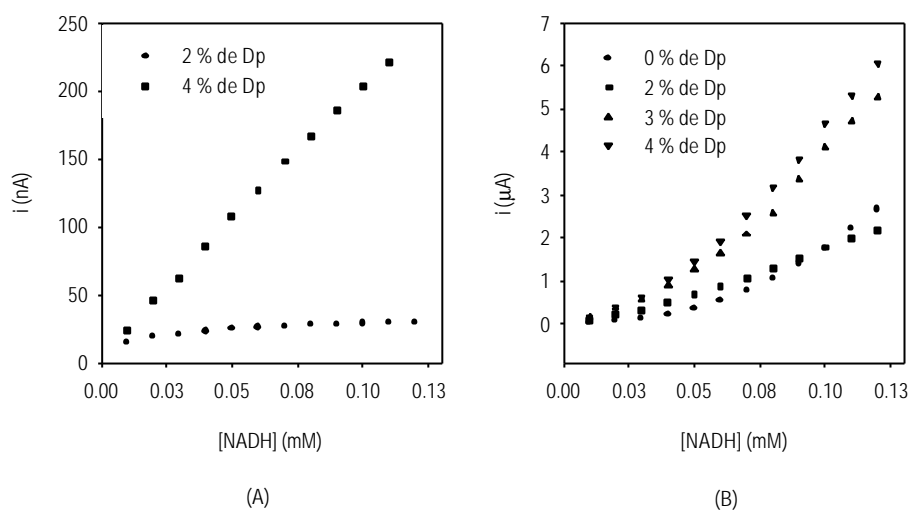 250
200
150
100
50
0
i (nA)
2 % de Dp
4 % de Dp
0.00 0.03 0.05 0.08 0.10 0.13
[NADH] (mM)
(A)
7
6
5
4
3
2
1
0
i (μA)
0 % de Dp
2 % de Dp
3 % de Dp
4 % de Dp
0.00 0.03 0.05 0.08 0.10 0.13
[NADH] (mM)
(B)